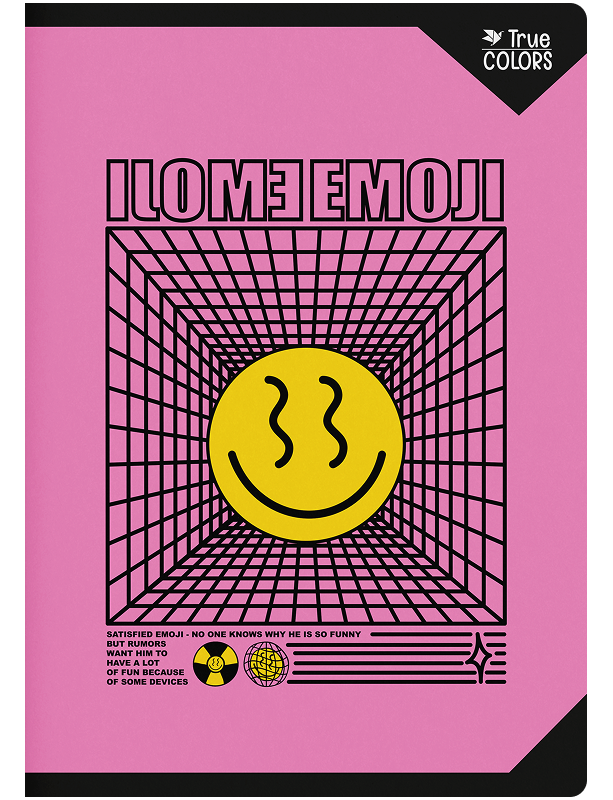 True
COLORS
ILOMƎ EMOJI
SATISFIED EMOJI - NO ONE KNOWS WHY HE IS SO FUNNY
BUT RUMORS
WANT HIM TO
HAVE A LOT
OF FUN BECAUSE
OF SOME DEVICES